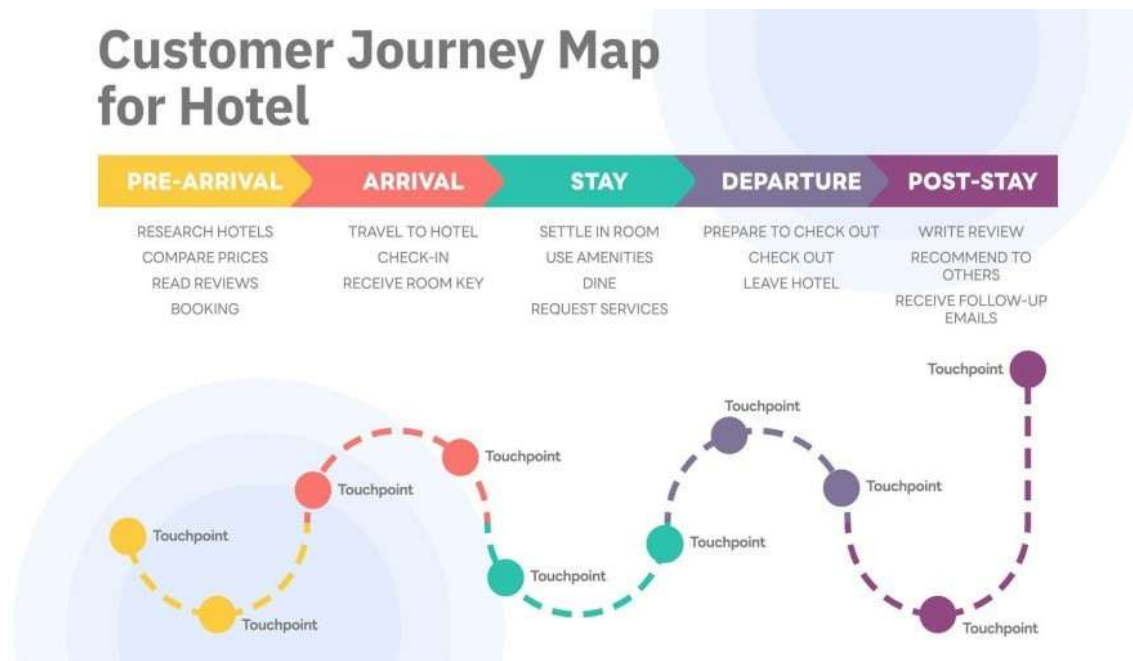 Customer Journey Map
for Hotel
PRE-ARRIVAL
ARRIVAL
STAY
DEPARTURE
POST-STAY
RESEARCH HOTELS
COMPARE PRICES
READ REVIEWS
BOOKING
TRAVEL TO HOTEL
CHECK-IN
RECEIVE ROOM KEY
SETTLE IN ROOM
USE AMENITIES
DINE
REQUEST SERVICES
PREPARE TO CHECK OUT
CHECK OUT
LEAVE HOTEL
WRITE REVIEW
RECOMMEND TO
OTHERS
RECEIVE FOLLOW-UP
EMAILS
Touchpoint
Touchpoint
Touchpoint
Touchpoint
Touchpoint
Touchpoint
Touchpoint
Touchpoint
Touchpoint
Touchpoint